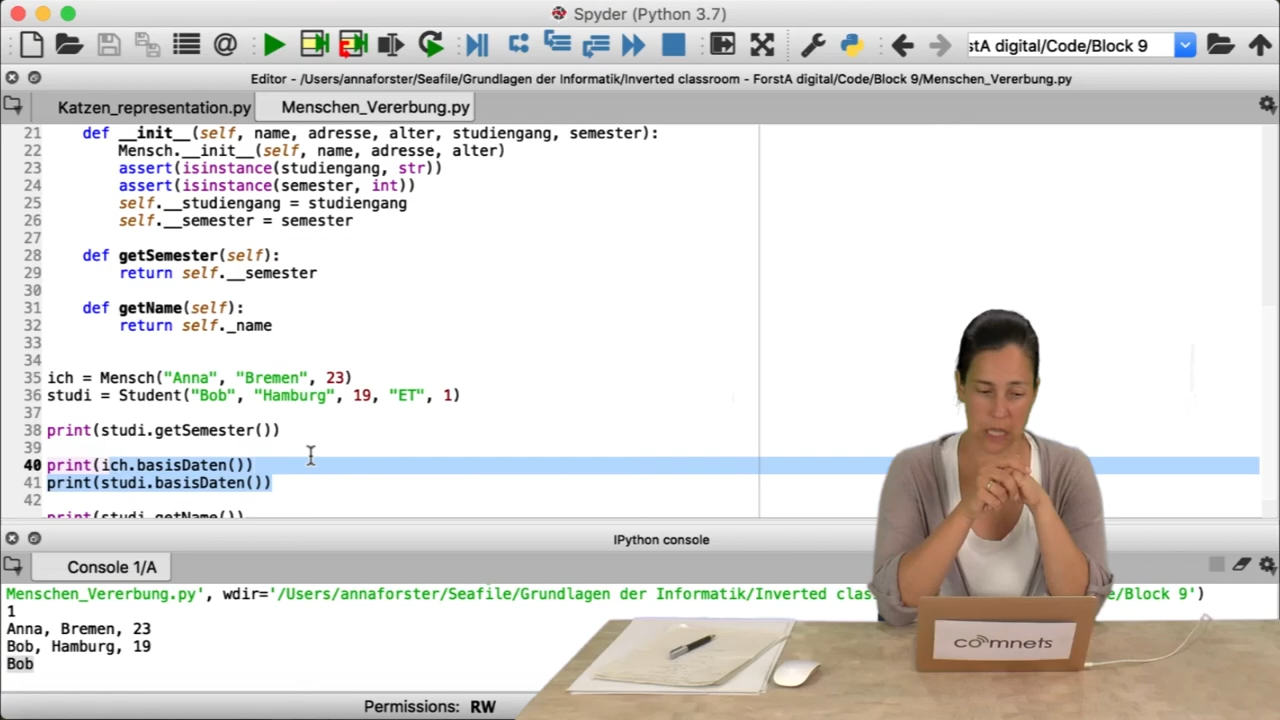 Spyder (Python 3.7)
stA digital/Code/Block 9
Editor - /Users/annaforster/Seafile/Grundlagen der Informatik/Inverted classroom - ForstA digital/Code/Block 9/Menschen_Vererbung.py
Katzen_representation.py
Menschen_Vererbung.py
21 def __init__(self, name, adresse, alter, studiengang, semester):
22 Mensch.__init__(self, name, adresse, alter)
23 assert(isinstance(studiengang, str))
24 assert(isinstance(semester, int))
25 self.__studiengang = studiengang
26 self.__semester = semester
27
28 def getSemester(self):
29 return self.__semester
30
31 def getName(self):
32 return self._name
33
34
35 ich = Mensch("Anna", "Bremen", 23)
36 studi = Student("Bob", "Hamburg", 19, "ET", 1)
37
38 print(studi.getSemester())
39
40 print(ich.basisDaten())
41 print(studi.basisDaten())
42
print(studi.getName())
IPython console
Console 1/A
Menschen_Vererbung.py', wdir='/Users/annaforster/Seafile/Grundlagen der Informatik/Inverted clas e/Block 9')
1
Anna, Bremen, 23
Bob, Hamburg, 19
Bob
comnets
Permissions: RW